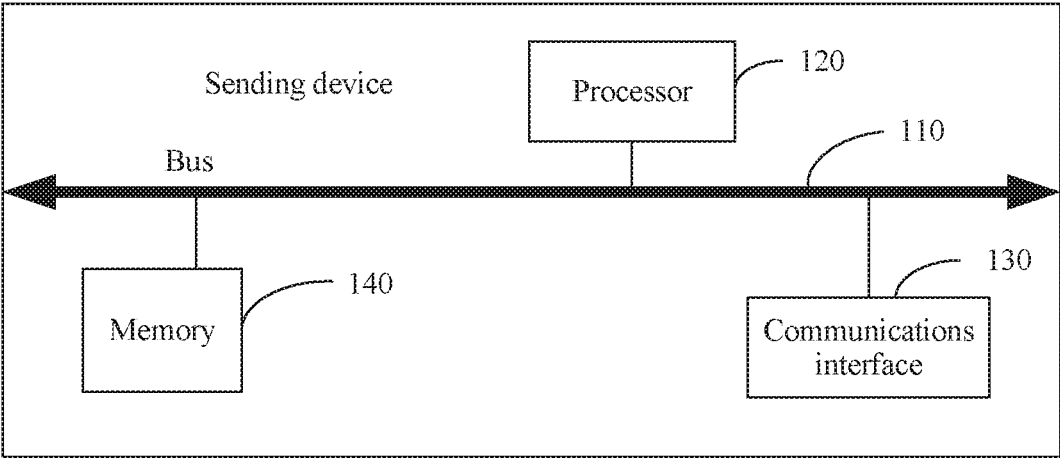 120
Sending device
Processor
110
Bus
130
140
Memory
Communications
interface